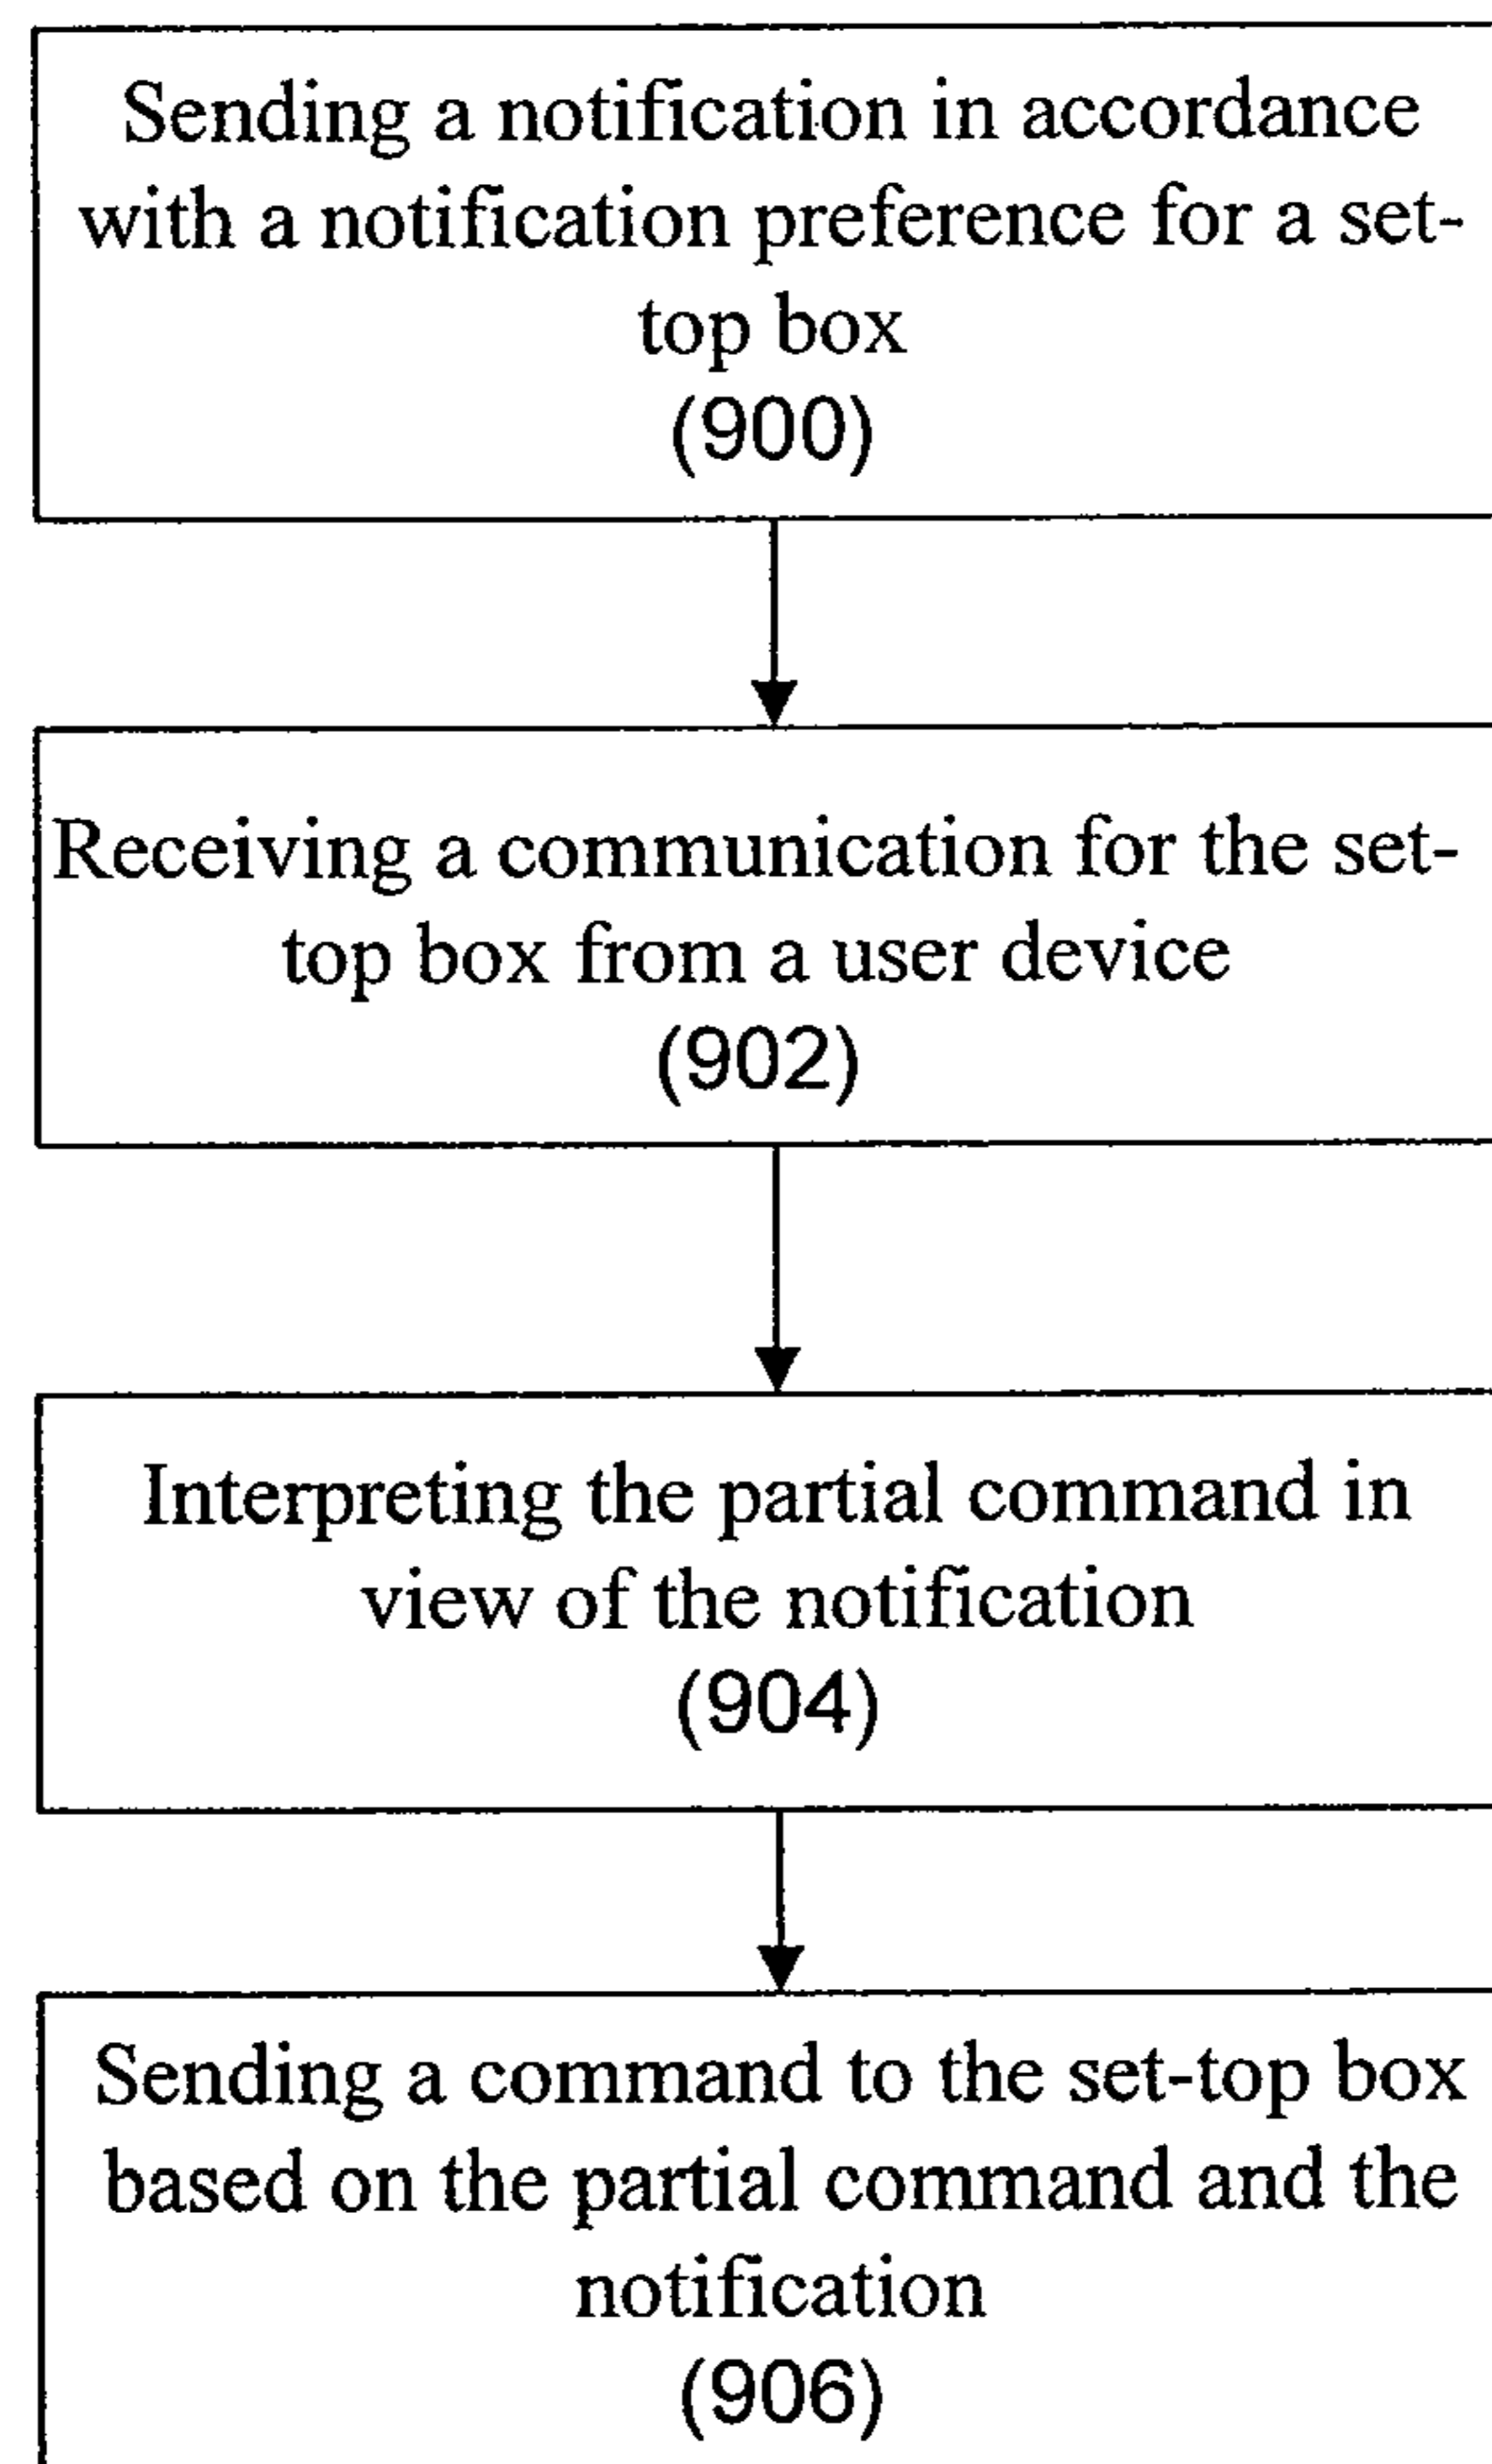 Sending a notification in accordance
with a notification preference for a set-
top box
(900)
Receiving a communication for the set-
top box from a user device
(902)
Interpreting the partial command in
view of the notification
(904)
Sending a command to the set-top box
based on the partial command and the
notification
(906)